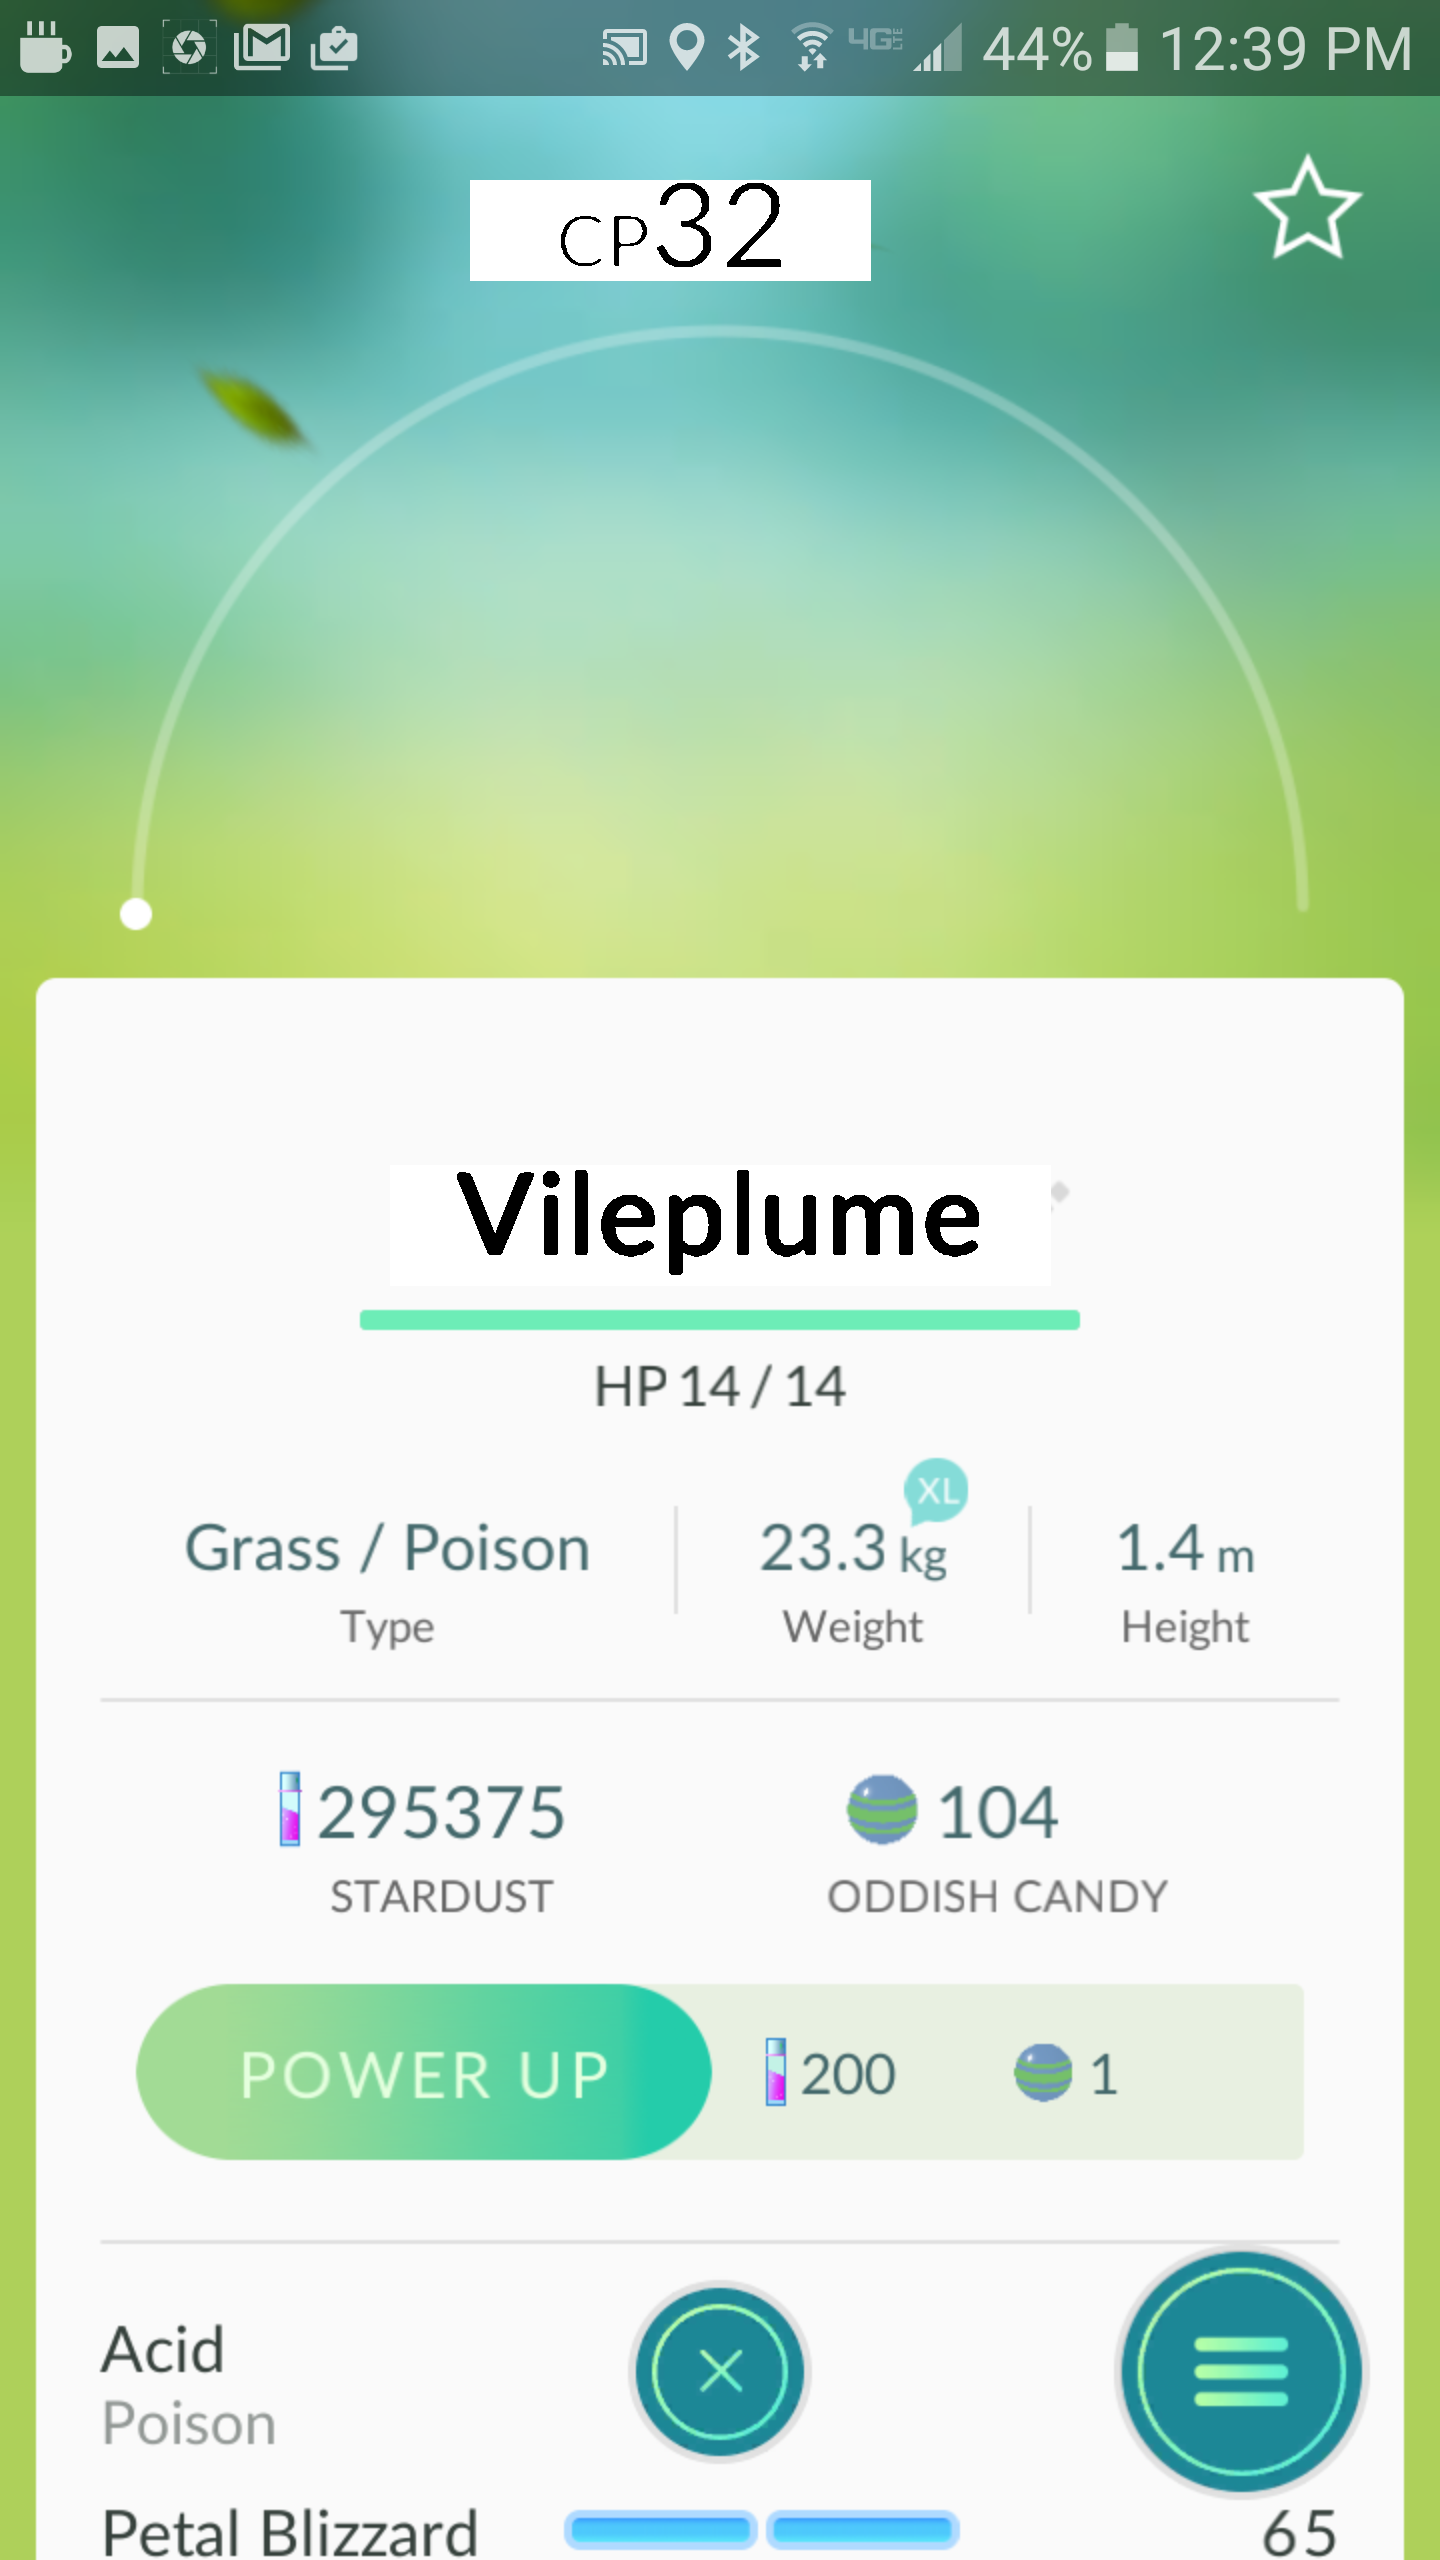 44% 12:39 PM
CP32
Vileplume
HP 14 / 14
XL
Grass / Poison 23.3 kg 1.4 m
Type Weight Height
295375 104
STARDUST ODDISH CANDY
POWER UP 200 1
Acid
Poison
Petal Blizzard 65